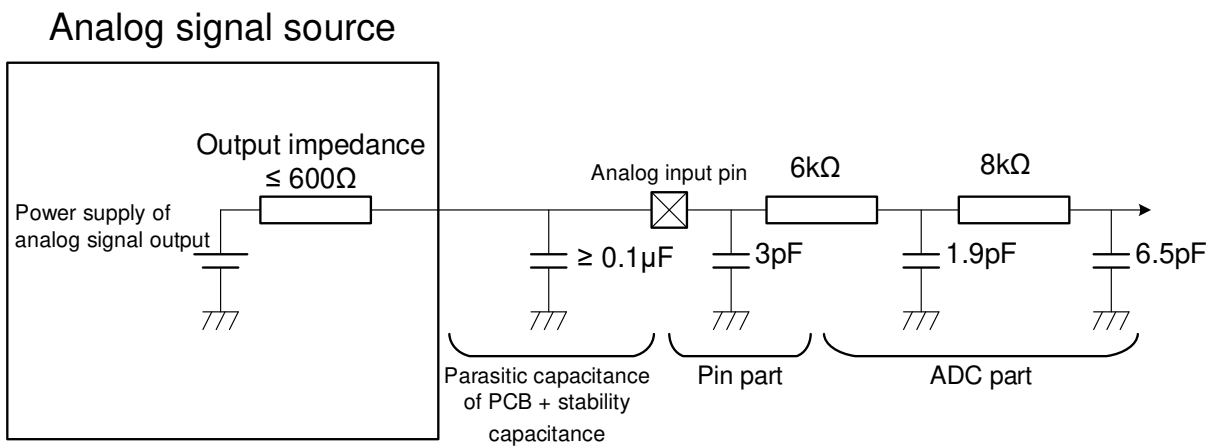 Analog signal source
Output impedance
≤ 600Ω
Power supply of
analog signal output
Analog input pin
6kΩ
8kΩ
≥ 0.1µF
3pF
1.9pF
6.5pF
Parasitic capacitance
of PCB + stability
capacitance
Pin part
ADC part